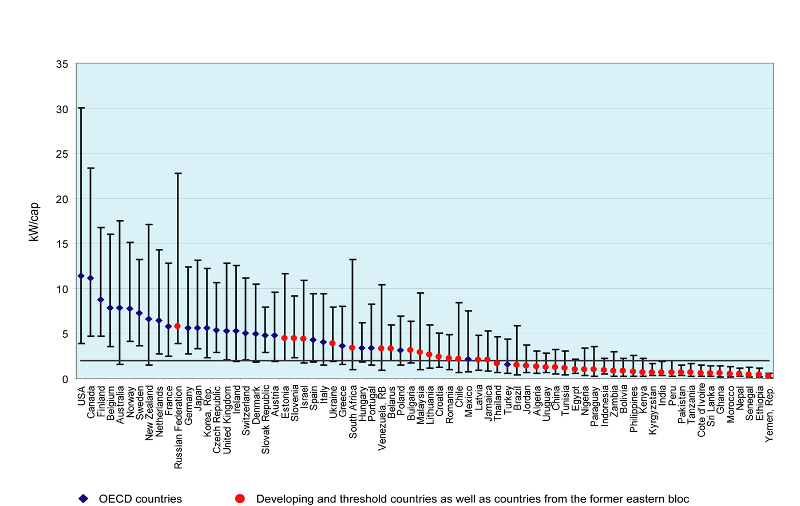 35
30
25
20
15
10
5
0
kW/cap
USA
Canada
Finland
Belgium
Australia
Norway
Sweden
New Zealand
Netherlands
France
Russian Federation
Germany
Japan
Korea, Rep.
Czech Republic
United Kingdom
Ireland
Switzerland
Denmark
Slovak Republic
Austria
Estonia
Slovenia
Israel
Spain
Italy
Ukraine
Greece
South Africa
Hungary
Portugal
Venezuela, RB
Belarus
Poland
Bulgaria
Malaysia
Lithuania
Croatia
Romania
Chile
Mexico
Latvia
Jamaica
Thailand
Turkey
Brazil
Jordan
Algeria
Uruguay
China
Tunisia
Egypt
Nigeria
Paraguay
Indonesia
Zambia
Bolivia
Philippines
Kenya
Kyrgyzstan
India
Peru
Pakistan
Tanzania
Cote d'Ivoire
Sri Lanka
Ghana
Morocco
Nepal
Senegal
Ethiopia
Yemen, Rep.
OECD countries
Developing and threshold countries as well as countries from the former eastern bloc